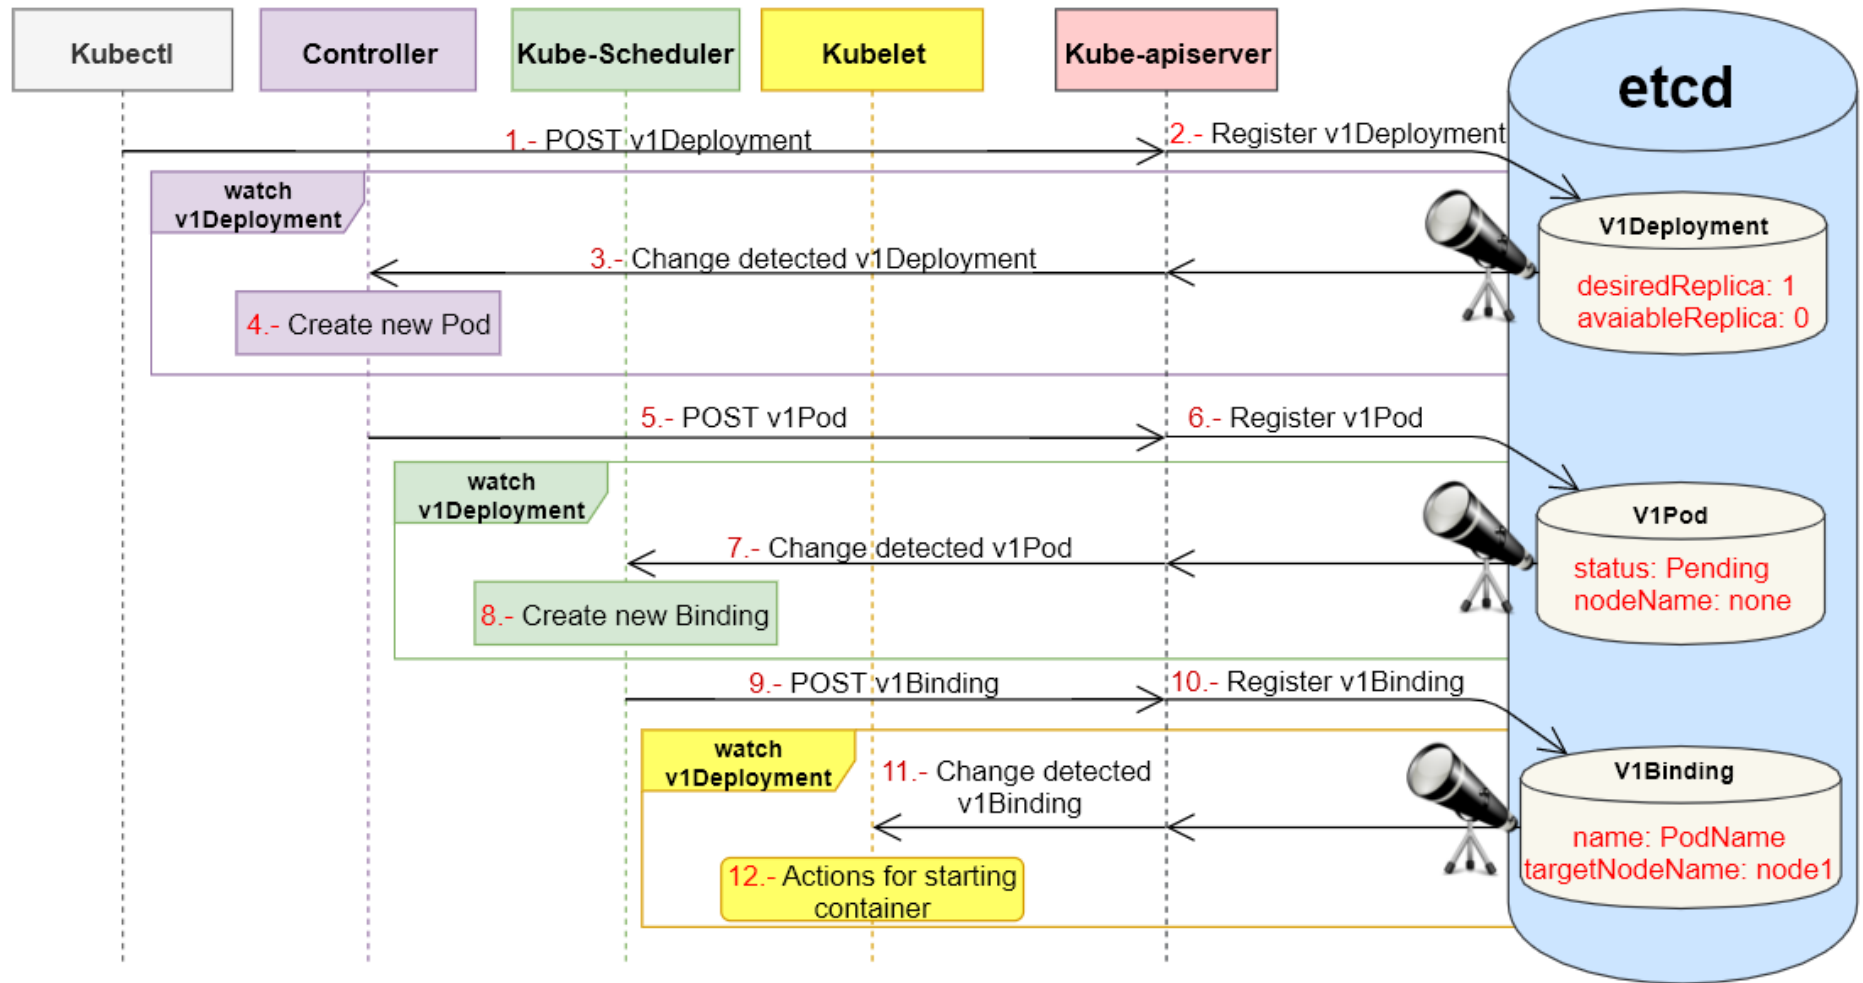 Kubectl
Controller
Kube-Scheduler
Kubelet
Kube-apiserver
etcd
1.- POST v1Deployment
2.- Register v1Deployment
watch
v1Deployment
V1Deployment
3.- Change detected v1Deployment
desiredReplica: 1
avaiableReplica: 0
4.- Create new Pod
5.- POST v1Pod
6.- Register v1Pod
watch
v1Deployment
V1Pod
7.- Change detected v1Pod
status: Pending
nodeName: none
8.- Create new Binding
9.- POST v1Binding
10.- Register v1Binding
watch
v1Deployment
V1Binding
11.- Change detected
v1Binding
name: PodName
targetNodeName: node1
12.- Actions for starting
container